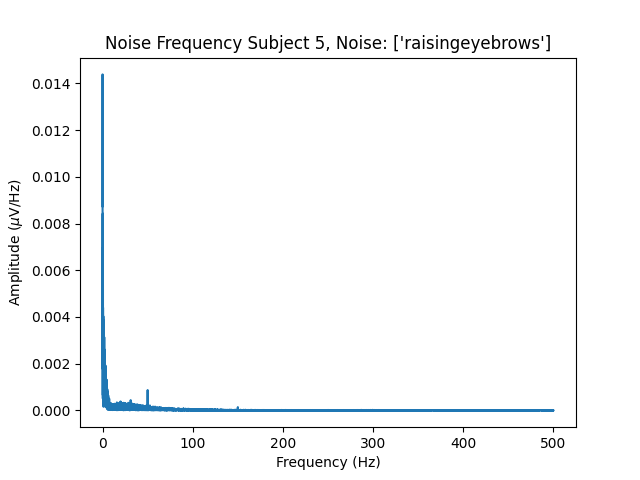 Noise Frequency Subject 5, Noise: ['raisingeyebrows']
0.014
0.012
0.010
0.008
0.006
0.004
0.002
0.000
Amplitude (μV/Hz)
0 100 200 300 400 500
Frequency (Hz)